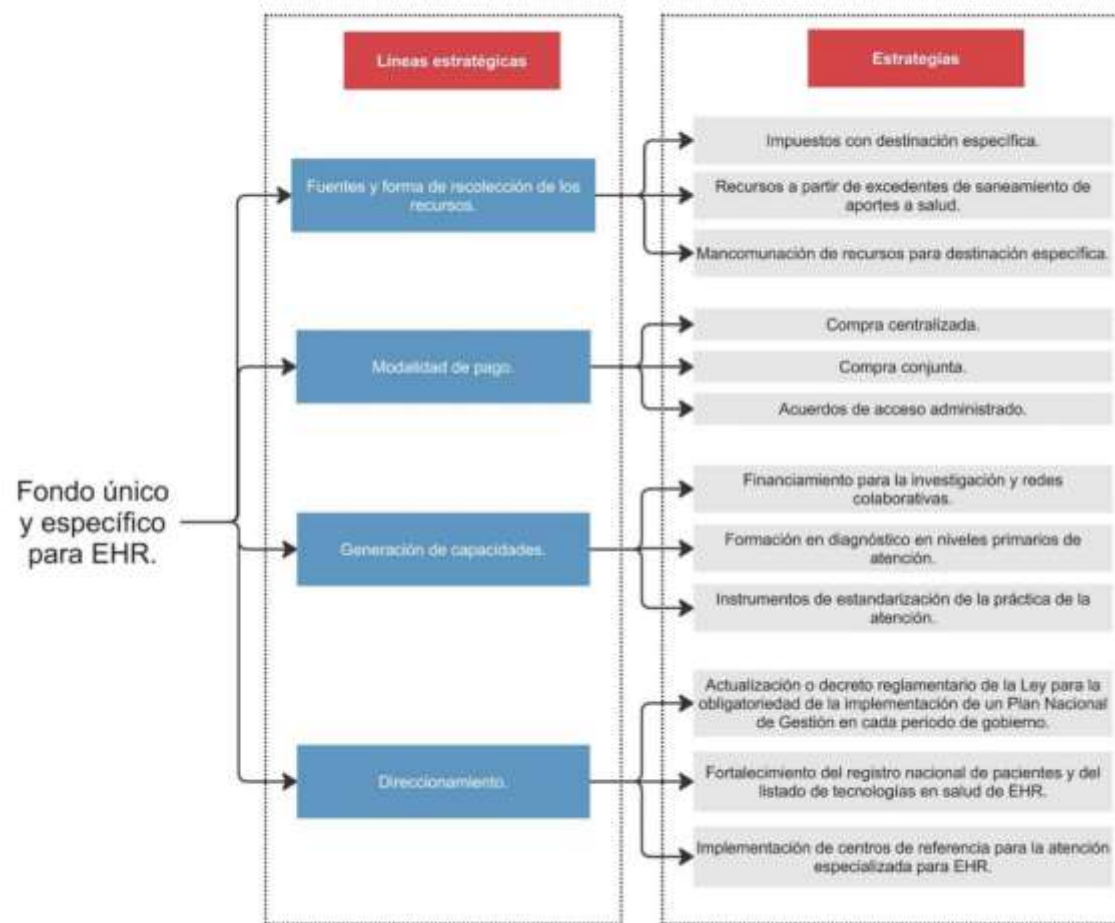 Líneas estratégicas
Estrategias
Fondo único
y específico
para EHR.
Fuentes y forma de recolección de los
recursos.
Impuestos con destinación específica.
Recursos a partir de excedentes de saneamiento de
aportes a salud.
Mancomunación de recursos para destinación específica.
Modalidad de pago.
Compra centralizada.
Compra conjunta.
Acuerdos de acceso administrado.
Generación de capacidades.
Financiamiento para la investigación y redes
colaborativas.
Formación en diagnóstico en niveles primarios de
atención.
Instrumentos de estandarización de la práctica de la
atención.
Direccionamiento.
Actualización o decreto reglamentario de la Ley para la
obligatoriedad de la implementación de un Plan Nacional
de Gestión en cada periodo de gobierno.
Fortalecimiento del registro nacional de pacientes y del
listado de tecnologías en salud de EHR.
Implementación de centros de referencia para la atención
especializada para EHR.